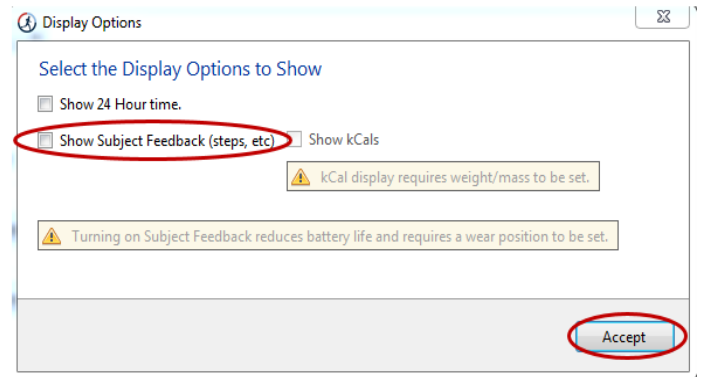 Display Options
Select the Display Options to Show
Show 24 Hour time.
Show Subject Feedback (steps, etc) Show kCals
kCal display requires weight/mass to be set.
Turning on Subject Feedback reduces battery life and requires a wear position to be set.
Accept